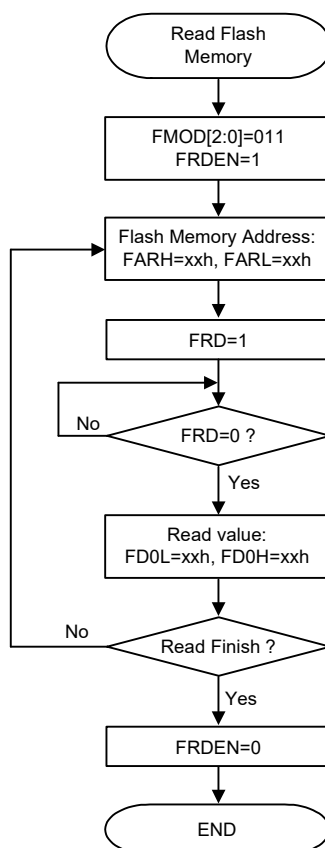 Read Flash
Memory
FMOD[2:0]=011
FRDEN=1
Flash Memory Address:
FARH=xxh, FARL=xxh
FRD=1
No
FRD=0 ?
Yes
Read value:
FD0L=xxh, FD0H=xxh
No
Read Finish ?
Yes
FRDEN=0
END